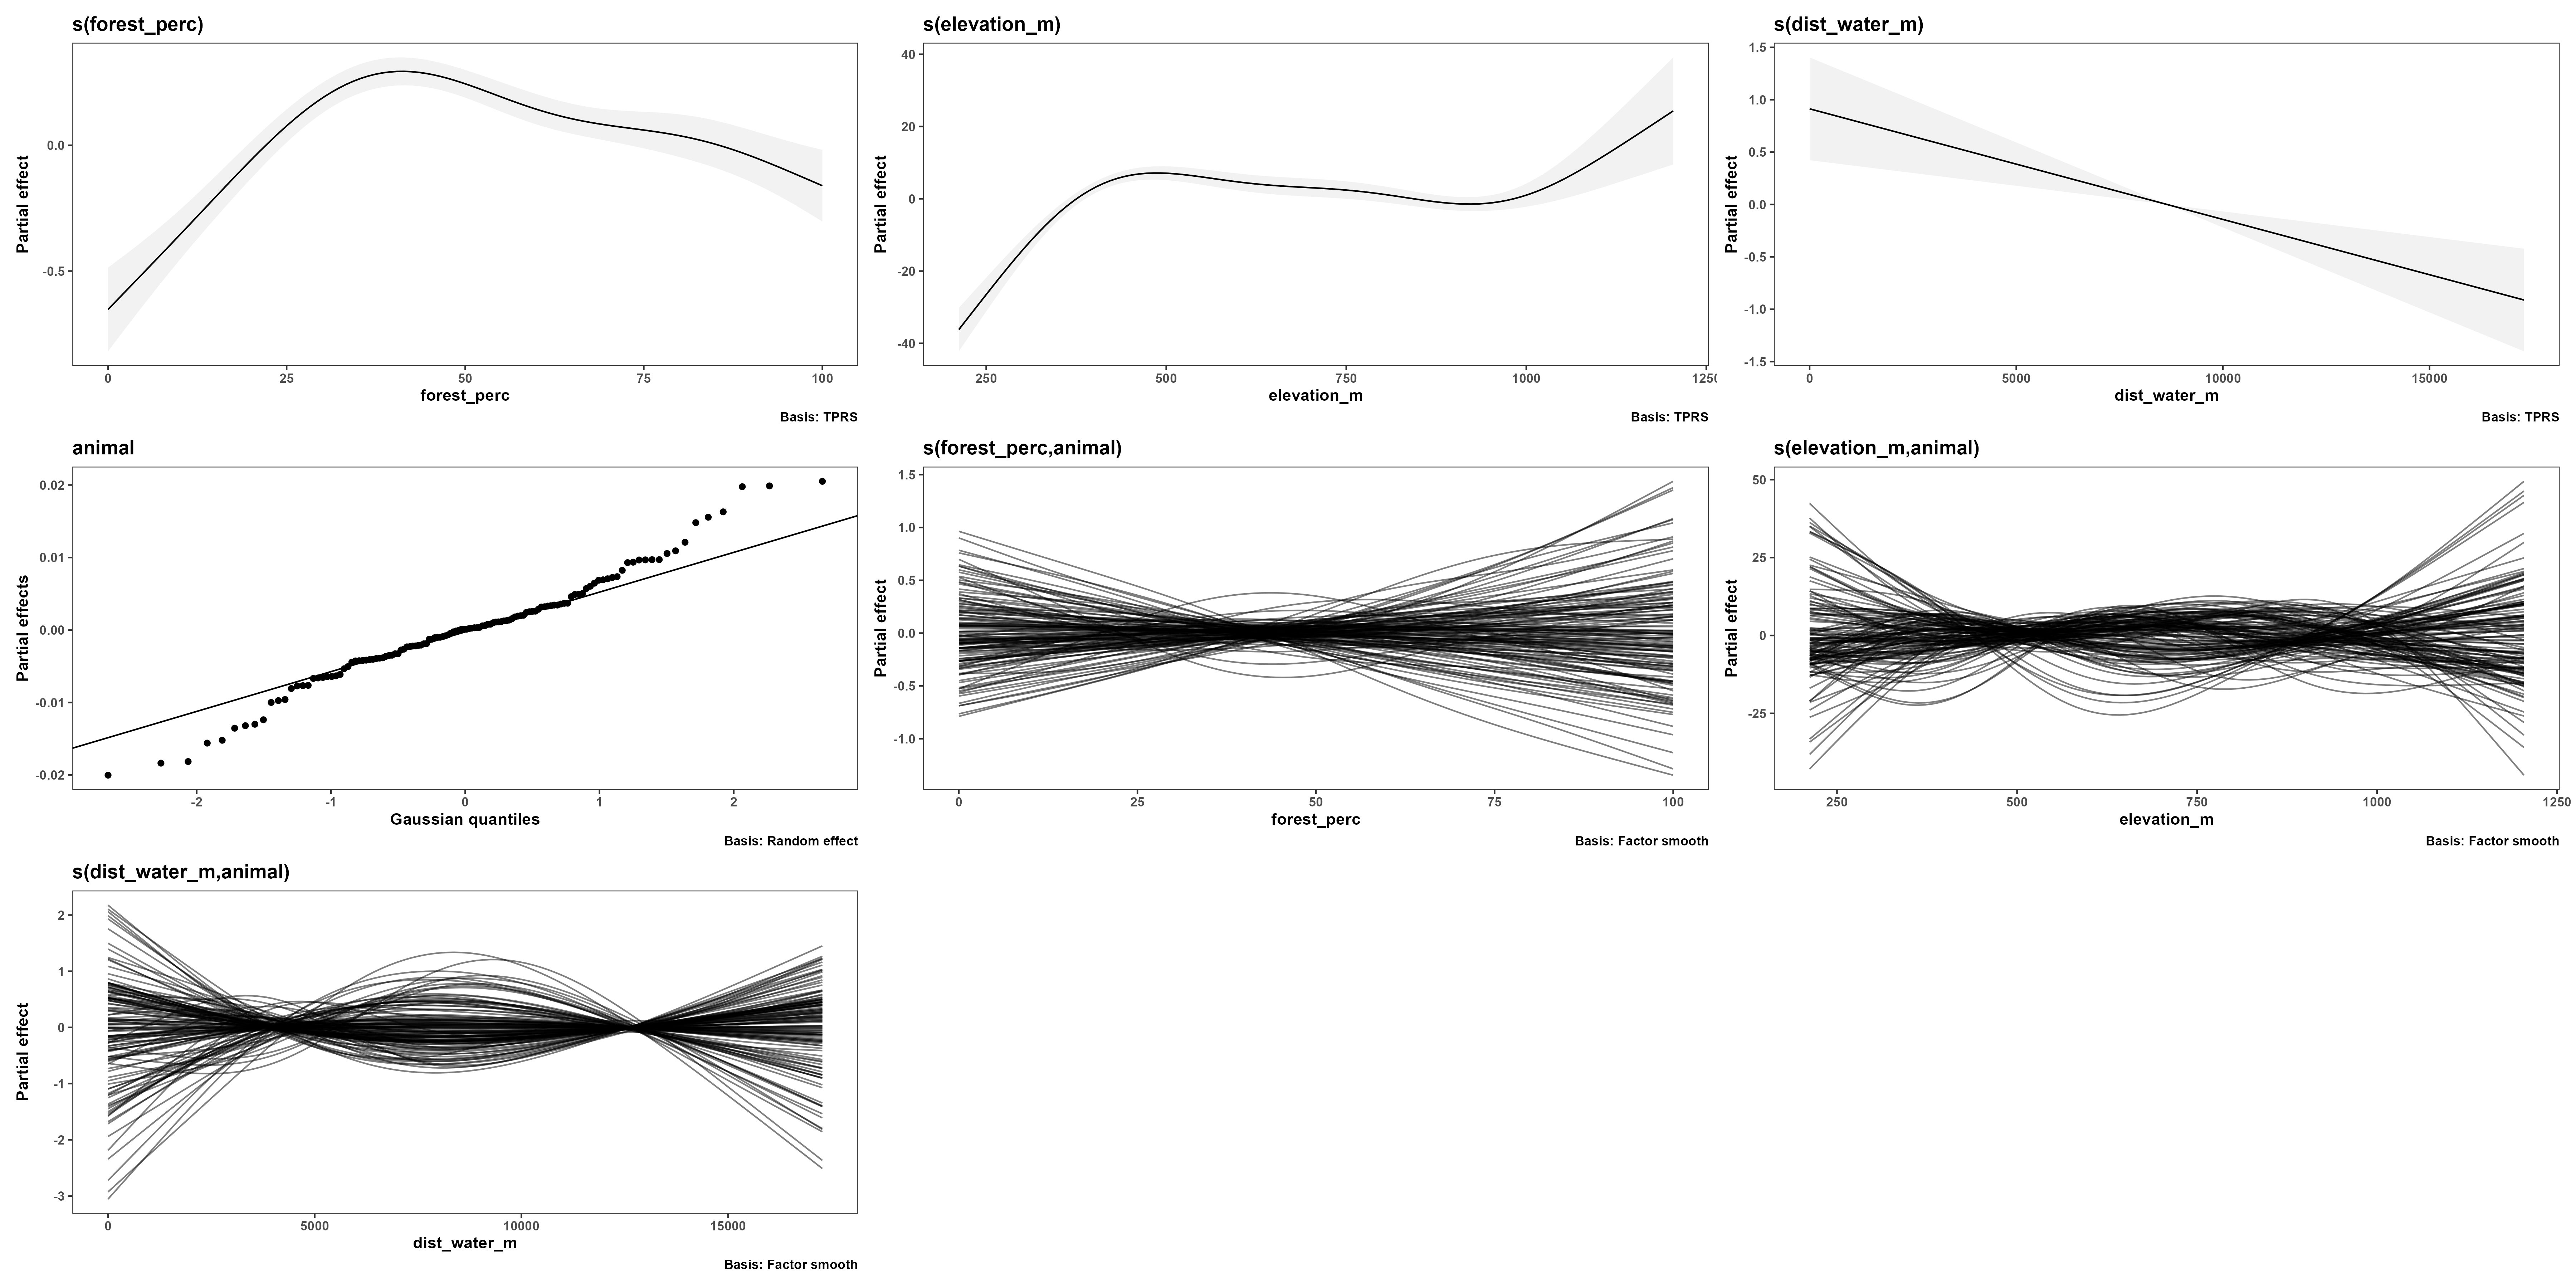 s(forest_perc)
Partial effect
0.0
-0.5
0
25
50
75
100
forest_perc
Basis: TPRS
s(elevation_m)
Partial effect
40
20
0
-20
-40
250
500
750
1000
elevation_m
Basis: TPRS
s(dist_water_m)
Partial effect
1.5
1.0
0.5
0.0
-0.5
-1.0
-1.5
0
5000
10000
15000
dist_water_m
Basis: TPRS
animal
Partial effects
0.02
0.01
0.00
-0.01
-0.02
-2
-1
0
1
2
Gaussian quantiles
Basis: Random effect
s(forest_perc,animal)
Partial effect
1.5
1.0
0.5
0.0
-0.5
-1.0
0
25
50
75
100
forest_perc
Basis: Factor smooth
s(elevation_m,animal)
Partial effect
50
25
0
-25
250
500
750
1000
1250
elevation_m
Basis: Factor smooth
s(dist_water_m,animal)
Partial effect
2
1
0
-1
-2
-3
0
5000
10000
15000
dist_water_m
Basis: Factor smooth